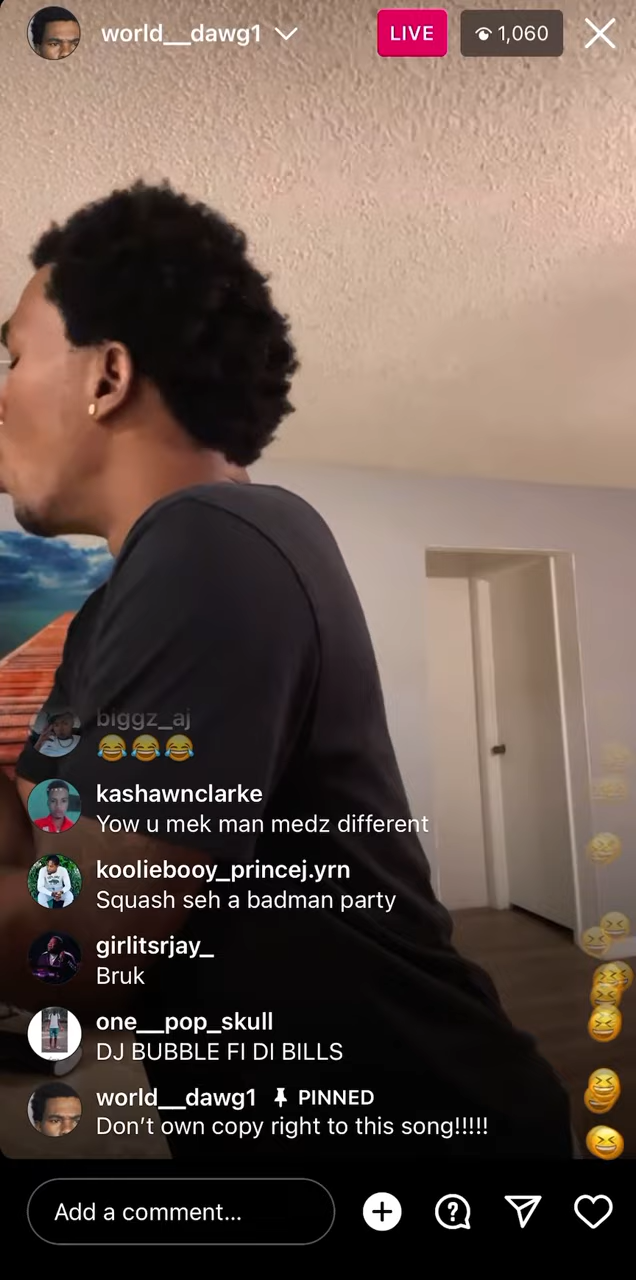 world__dawg1
LIVE
1,060
biggz_aj
😂😂😂
kashawnclarke
Yow u mek man medz different
kooliebooy_princej.yrn
Squash seh a badman party
girlitsrjay_
Bruk
one__pop_skull
DJ BUBBLE FI DI BILLS
world__dawg1 PINNED
Don’t own copy right to this song!!!!!
Add a comment...